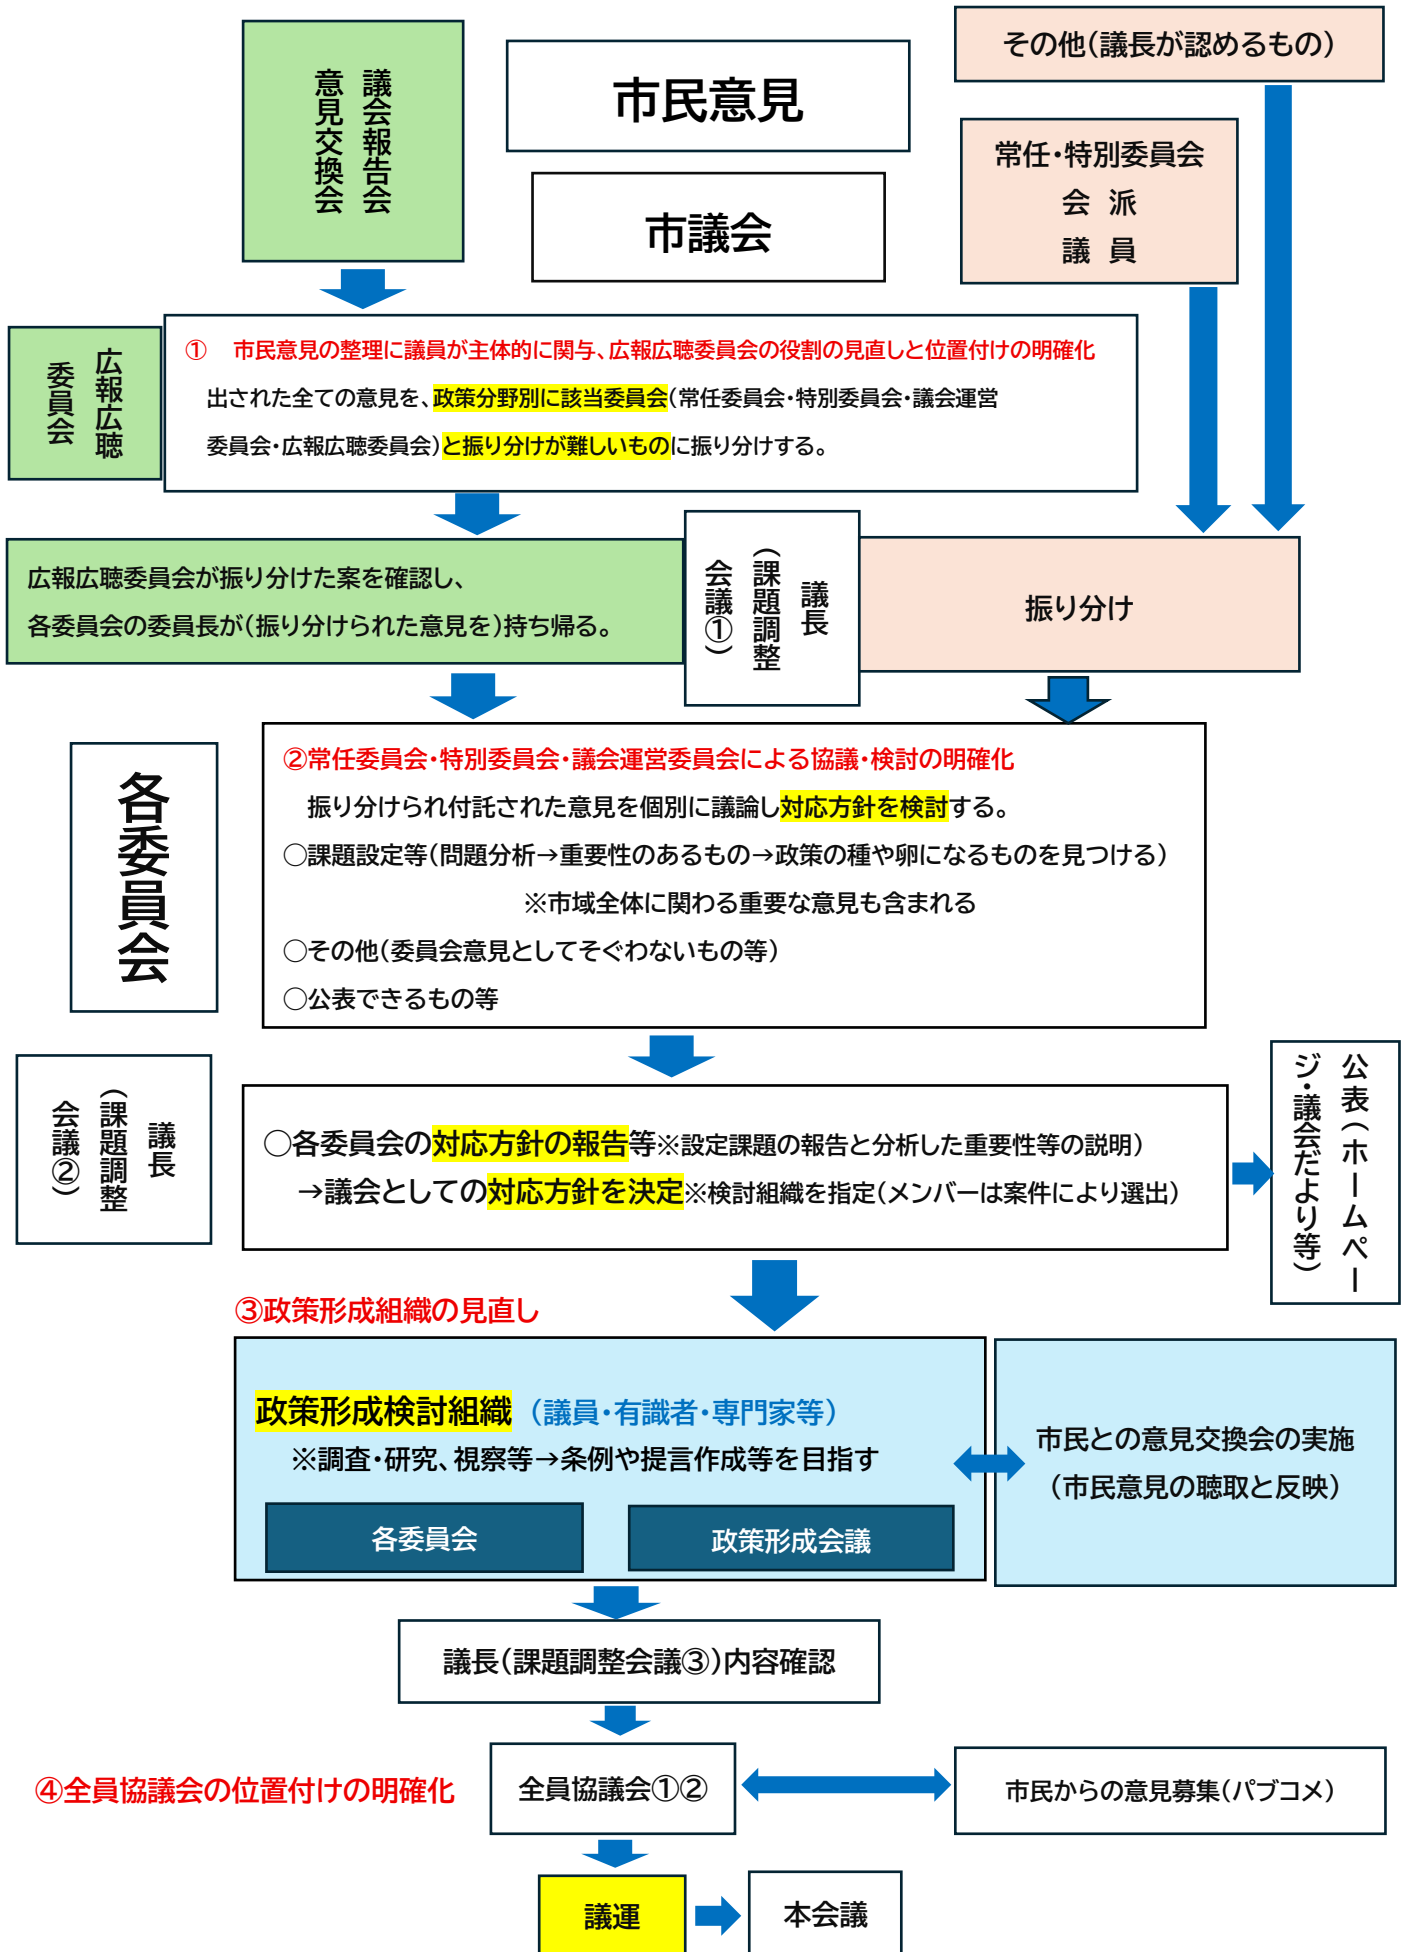 議会報告会
意見交換会
市民意見
市議会
その他（議長が認めるもの）
常任・特別委員会
会 派
議 員
広報広聴
委員会
① 市民意見の整理に議員が主体的に関与、広報広聴委員会の役割の見直しと位置付けの明確化
出された全ての意見を、政策分野別に該当委員会（常任委員会・特別委員会・議会運営
委員会・広報広聴委員会）と振り分けが難しいものに振り分けする。
広報広聴委員会が振り分けた案を確認し、
各委員会の委員長が（振り分けられた意見を）持ち帰る。
議長
（課題調整
会議①）
振り分け
各委員会
②常任委員会・特別委員会・議会運営委員会による協議・検討の明確化
振り分けられ付託された意見を個別に議論し対応方針を検討する。
○課題設定等（問題分析→重要性のあるもの→政策の種や卵になるものを見つける）
※市域全体に関わる重要な意見も含まれる
○その他（委員会意見としてそぐわないもの等）
○公表できるもの等
議長
（課題調整
会議②）
○各委員会の対応方針の報告等※設定課題の報告と分析した重要性等の説明）
→議会としての対応方針を決定※検討組織を指定（メンバーは案件により選出）
公表（ホームペー
ジ・議会だより等）
③政策形成組織の見直し
政策形成検討組織（議員・有識者・専門家等）
※調査・研究、視察等→条例や提言作成等を目指す
各委員会
政策形成会議
市民との意見交換会の実施
（市民意見の聴取と反映）
議長（課題調整会議③）内容確認
④全員協議会の位置付けの明確化
全員協議会①②
市民からの意見募集（パブコメ）
議運
本会議